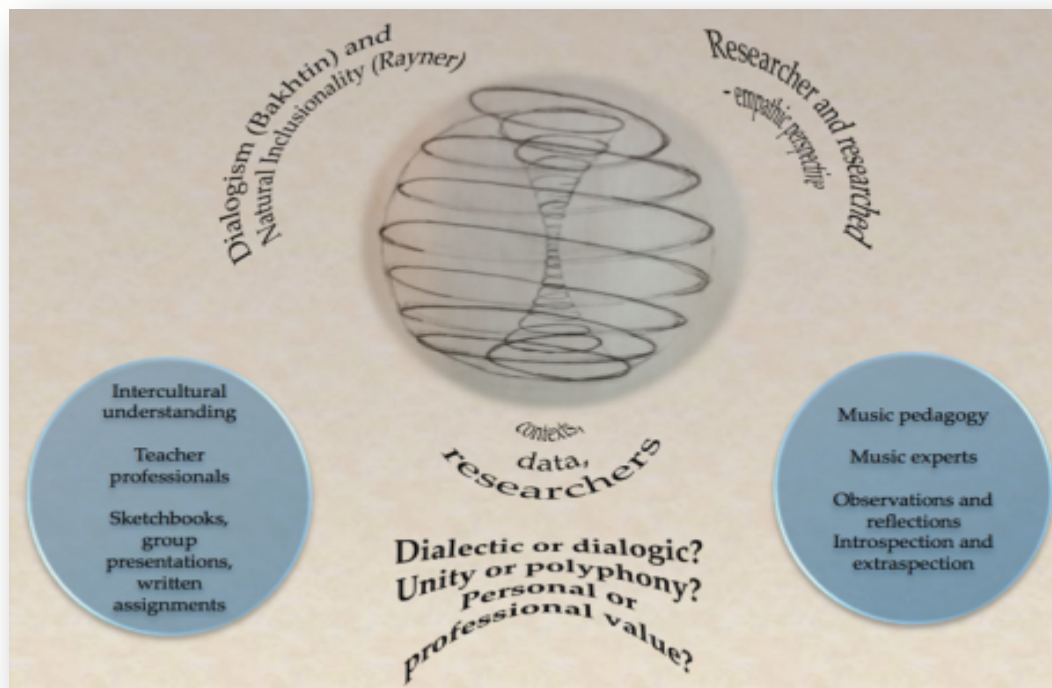 Dialogism (Bakhtin) and
Natural Inclusionality (Rayner)
Researcher and researched
- empathic perspective
Intercultural
understanding
Teacher
professionals
Sketchbooks,
group
presentations,
written
assignments
contexts,
data,
researchers
Dialectic or dialogic?
Unity or polyphony?
Personal or
professional value?
Music pedagogy
Music experts
Observations and
reflections
Introspection and
extraspection